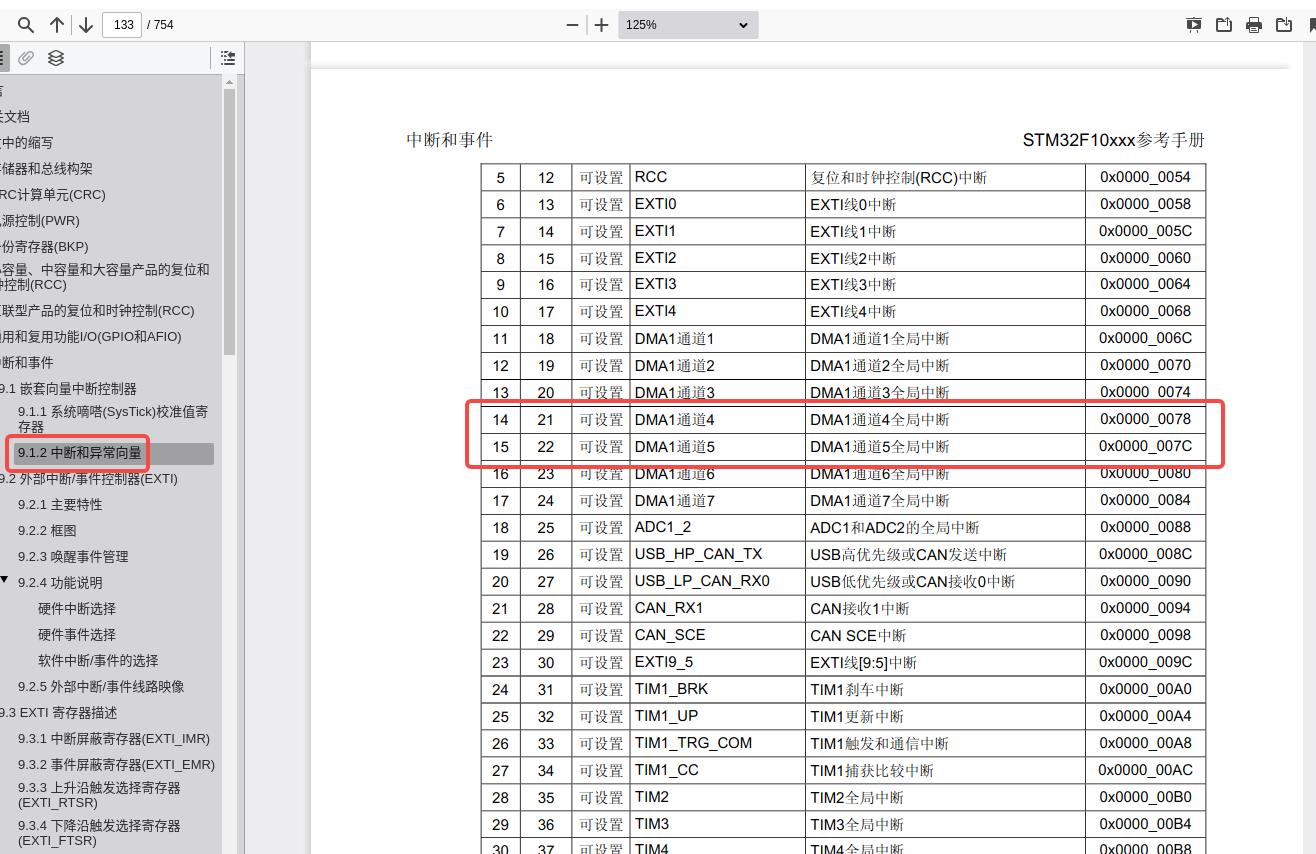 133 / 754
125%
文档
中的缩写
储器和总线构架
RC计算单元(CRC)
源控制(PWR)
份寄存器(BKP)
容量、中容量和大容量产品的复位和
控制(RCC)
联型产品的复位和时钟控制(RCC)
用和复用功能I/O(GPIO和AFIO)
断和事件
9.1 嵌套向量中断控制器
9.1.1 系统嘀嗒(SysTick)校准值寄
存器
9.1.2 中断和异常向量
9.2 外部中断/事件控制器(EXTI)
9.2.1 主要特性
9.2.2 框图
9.2.3 唤醒事件管理
9.2.4 功能说明
硬件中断选择
硬件事件选择
软件中断/事件的选择
9.2.5 外部中断/事件线路映像
9.3 EXTI 寄存器描述
9.3.1 中断屏蔽寄存器(EXTI_IMR)
9.3.2 事件屏蔽寄存器(EXTI_EMR)
9.3.3 上升沿触发选择寄存器
(EXTI_RTSR)
9.3.4 下降沿触发选择寄存器
(EXTI_FTSR)
中断和事件 STM32F10xxx参考手册
5 12 可设置 RCC 复位和时钟控制(RCC)中断 0x0000_0054
6 13 可设置 EXTI0 EXTI线0中断 0x0000_0058
7 14 可设置 EXTI1 EXTI线1中断 0x0000_005C
8 15 可设置 EXTI2 EXTI线2中断 0x0000_0060
9 16 可设置 EXTI3 EXTI线3中断 0x0000_0064
10 17 可设置 EXTI4 EXTI线4中断 0x0000_0068
11 18 可设置 DMA1通道1 DMA1通道1全局中断 0x0000_006C
12 19 可设置 DMA1通道2 DMA1通道2全局中断 0x0000_0070
13 20 可设置 DMA1通道3 DMA1通道3全局中断 0x0000_0074
14 21 可设置 DMA1通道4 DMA1通道4全局中断 0x0000_0078
15 22 可设置 DMA1通道5 DMA1通道5全局中断 0x0000_007C
16 23 可设置 DMA1通道6 DMA1通道6全局中断 0x0000_0080
17 24 可设置 DMA1通道7 DMA1通道7全局中断 0x0000_0084
18 25 可设置 ADC1_2 ADC1和ADC2的全局中断 0x0000_0088
19 26 可设置 USB_HP_CAN_TX USB高优先级或CAN发送中断 0x0000_008C
20 27 可设置 USB_LP_CAN_RX0 USB低优先级或CAN接收0中断 0x0000_0090
21 28 可设置 CAN_RX1 CAN接收1中断 0x0000_0094
22 29 可设置 CAN_SCE CAN SCE中断 0x0000_0098
23 30 可设置 EXTI9_5 EXTI线[9:5]中断 0x0000_009C
24 31 可设置 TIM1_BRK TIM1刹车中断 0x0000_00A0
25 32 可设置 TIM1_UP TIM1更新中断 0x0000_00A4
26 33 可设置 TIM1_TRG_COM TIM1触发和通信中断 0x0000_00A8
27 34 可设置 TIM1_CC TIM1捕获比较中断 0x0000_00AC
28 35 可设置 TIM2 TIM2全局中断 0x0000_00B0
29 36 可设置 TIM3 TIM3全局中断 0x0000_00B4
30 37 可设置 TIM4 TIM4全局中断 0x0000_00B8